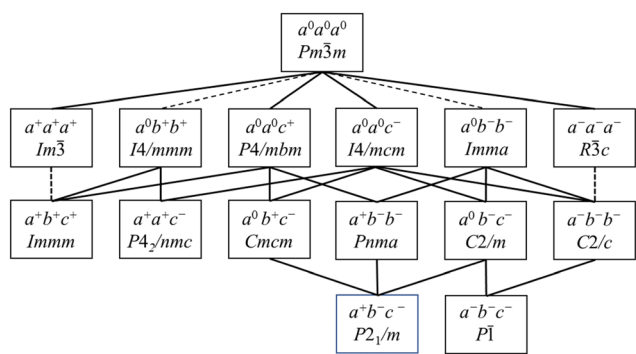 a⁰a⁰a⁰
Pm3̄m
a⁺a⁺a⁺
Im3̄
a⁰b⁺b⁺
I4/mmm
a⁰a⁰c⁺
P4/mbm
a⁰a⁰c⁻
I4/mcm
a⁰b⁻b⁻
Imma
a⁻a⁻a⁻
R3̄c
a⁺b⁺c⁺
Immm
a⁺a⁺c⁻
P4₂/nmc
a⁰b⁺c⁻
Cmcm
a⁺b⁻b⁻
Pnma
a⁰b⁻c⁻
C2/m
a⁻b⁻b⁻
C2/c
a⁺b⁻c⁻
P2₁/m
a⁻b⁻c⁻
P1̄